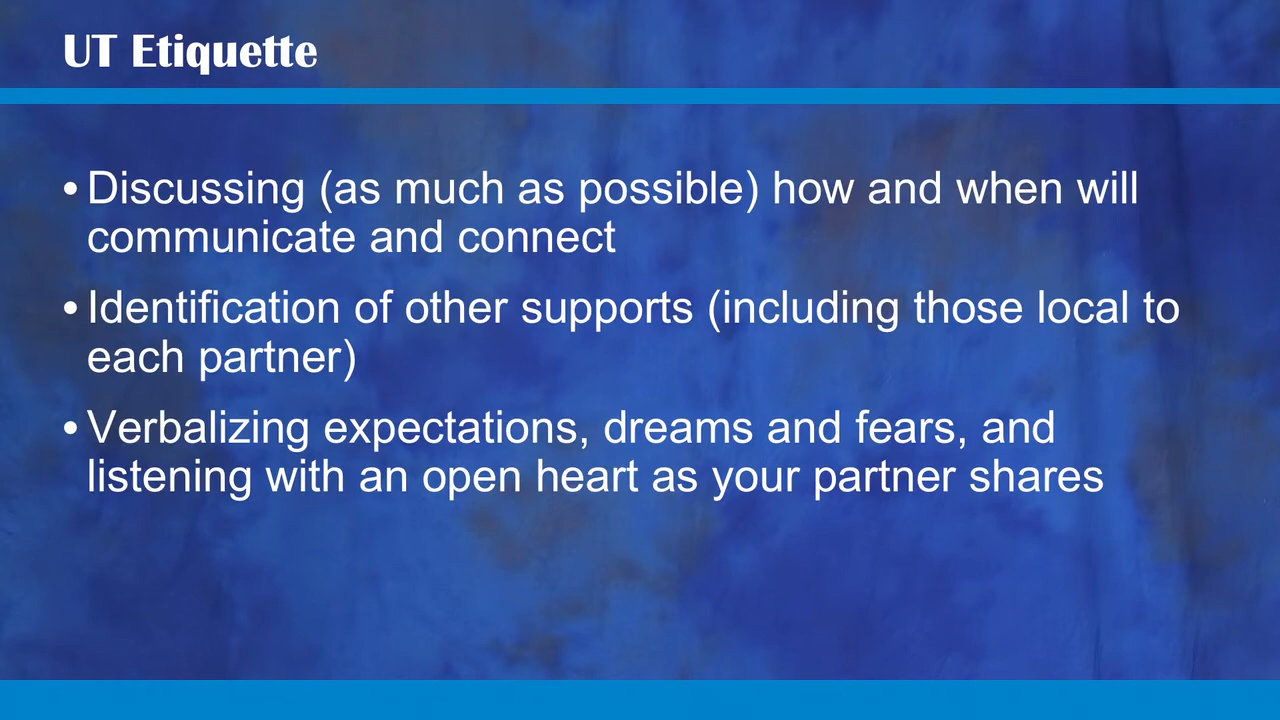 UT Etiquette
• Discussing (as much as possible) how and when will
communicate and connect
• Identification of other supports (including those local to
each partner)
• Verbalizing expectations, dreams and fears, and
listening with an open heart as your partner shares